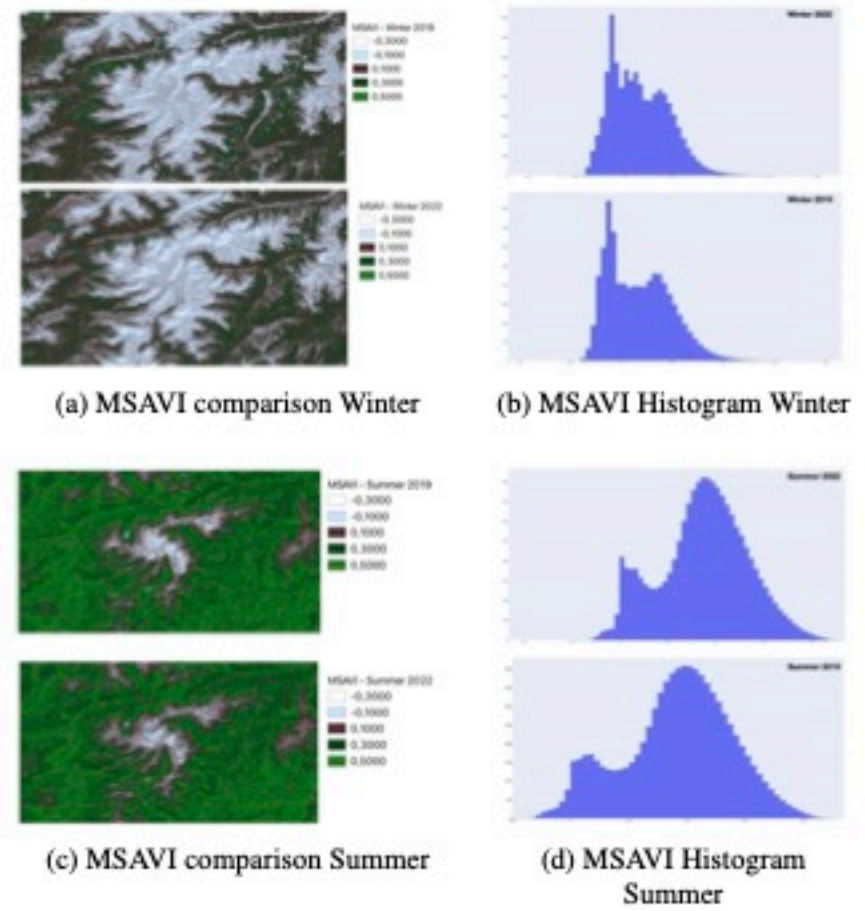 MSAVI - Winter 2019
-0,3000
-0,1000
0,1000
0,3000
0,5000
Winter 2022
MSAVI - Winter 2022
-0,3000
-0,1000
0,1000
0,3000
0,5000
Winter 2019
(a) MSAVI comparison Winter
(b) MSAVI Histogram Winter
MSAVI - Summer 2019
-0,3000
-0,1000
0,1000
0,3000
0,5000
Summer 2022
MSAVI - Summer 2022
-0,3000
-0,1000
0,1000
0,3000
0,5000
Summer 2019
(c) MSAVI comparison Summer
(d) MSAVI Histogram
Summer